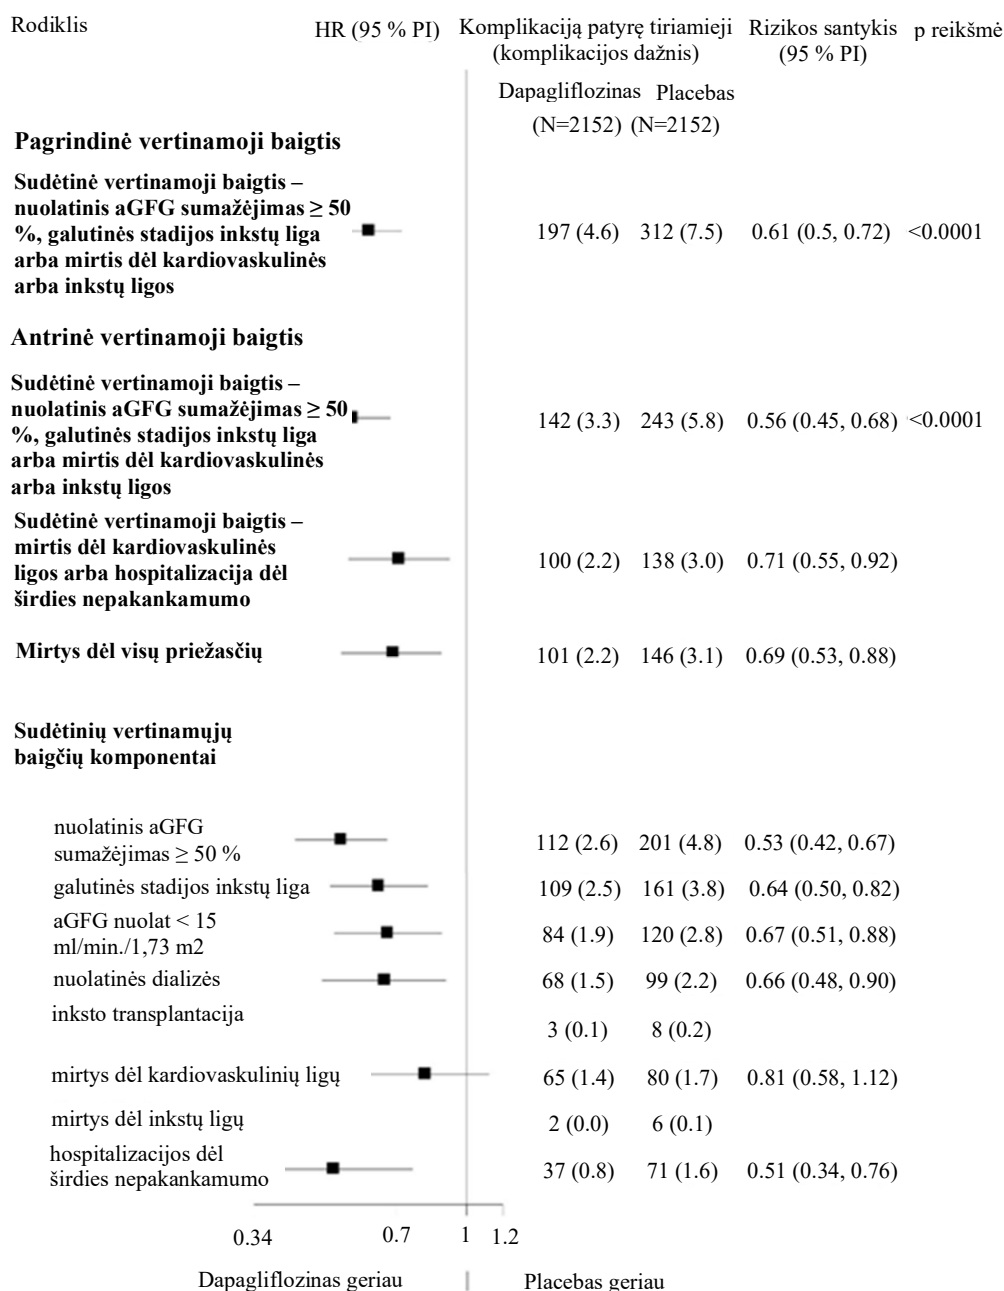 Rodiklis HR (95 % PI) Komplikaciją patyrę tiriamieji Rizikos santykis p reikšmė
(komplikacijos dažnis) (95 % PI)
Dapagliflozinas Placebas
(N=2152) (N=2152)
Pagrindinė vertinamoji baigtis
Sudėtinė vertinamoji baigtis –
nuolatinis aGFG sumažėjimas ≥ 50
%, galutinės stadijos inkstų liga 197 (4.6) 312 (7.5) 0.61 (0.5, 0.72) <0.0001
arba mirtis dėl kardiovaskulinės
arba inkstų ligos
Antrinė vertinamoji baigtis
Sudėtinė vertinamoji baigtis –
nuolatinis aGFG sumažėjimas ≥ 50
%, galutinės stadijos inkstų liga 142 (3.3) 243 (5.8) 0.56 (0.45, 0.68) <0.0001
arba mirtis dėl kardiovaskulinės
arba inkstų ligos
Sudėtinė vertinamoji baigtis –
mirtis dėl kardiovaskulinės
ligos arba hospitalizacija dėl 100 (2.2) 138 (3.0) 0.71 (0.55, 0.92)
širdies nepakankamumo
Mirtys dėl visų priežasčių 101 (2.2) 146 (3.1) 0.69 (0.53, 0.88)
Sudėtinių vertinamųjų
baigčių komponentai
nuolatinis aGFG
sumažėjimas ≥ 50 % 112 (2.6) 201 (4.8) 0.53 (0.42, 0.67)
galutinės stadijos inkstų liga 109 (2.5) 161 (3.8) 0.64 (0.50, 0.82)
aGFG nuolat < 15
ml/min./1,73 m2 84 (1.9) 120 (2.8) 0.67 (0.51, 0.88)
nuolatinės dializės 68 (1.5) 99 (2.2) 0.66 (0.48, 0.90)
inksto transplantacija 3 (0.1) 8 (0.2)
mirtys dėl kardiovaskulinių ligų 65 (1.4) 80 (1.7) 0.81 (0.58, 1.12)
mirtys dėl inkstų ligų 2 (0.0) 6 (0.1)
hospitalizacijos dėl
širdies nepakankamumo 37 (0.8) 71 (1.6) 0.51 (0.34, 0.76)
0.34 0.7 1 1.2
Dapagliflozinas geriau Placebas geriau